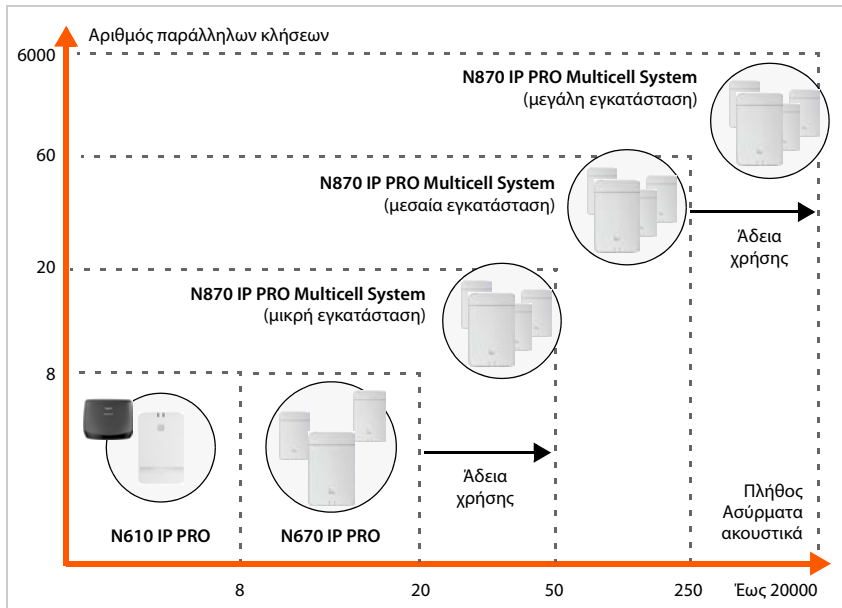 Αριθμός παράλληλων κλήσεων
6000
N870 IP PRO Multicell System
(μεγάλη εγκατάσταση)
60
N870 IP PRO Multicell System
(μεσαία εγκατάσταση)
Άδεια
χρήσης
20
N870 IP PRO Multicell System
(μικρή εγκατάσταση)
8
Άδεια
χρήσης
Πλήθος
Ασύρματα
ακουστικά
N610 IP PRO
N670 IP PRO
8
20
50
250
Έως 20000